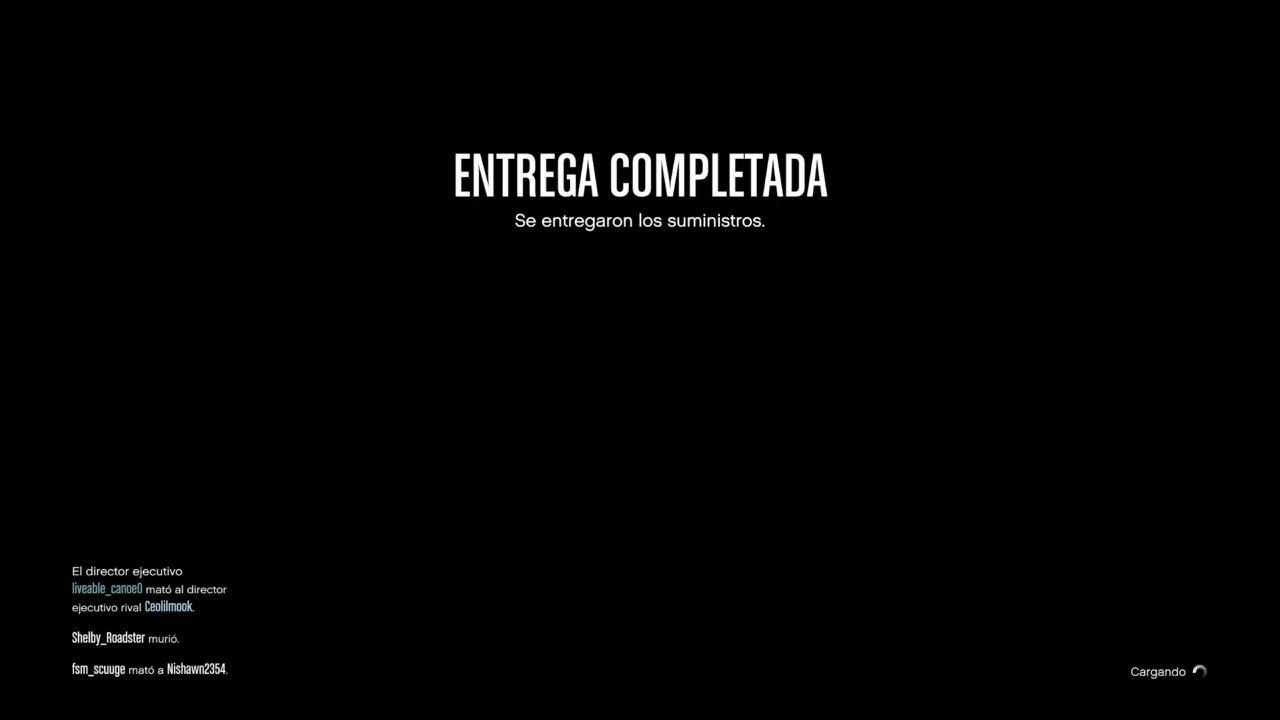 ENTREGA COMPLETADA
Se entregaron los suministros.
El director ejecutivo
liveable_canoe0 mató al director
ejecutivo rival Ceolilmook.
Shelby_Roadster murió.
fsm_scuuge mató a Nishawn2354.
Cargando